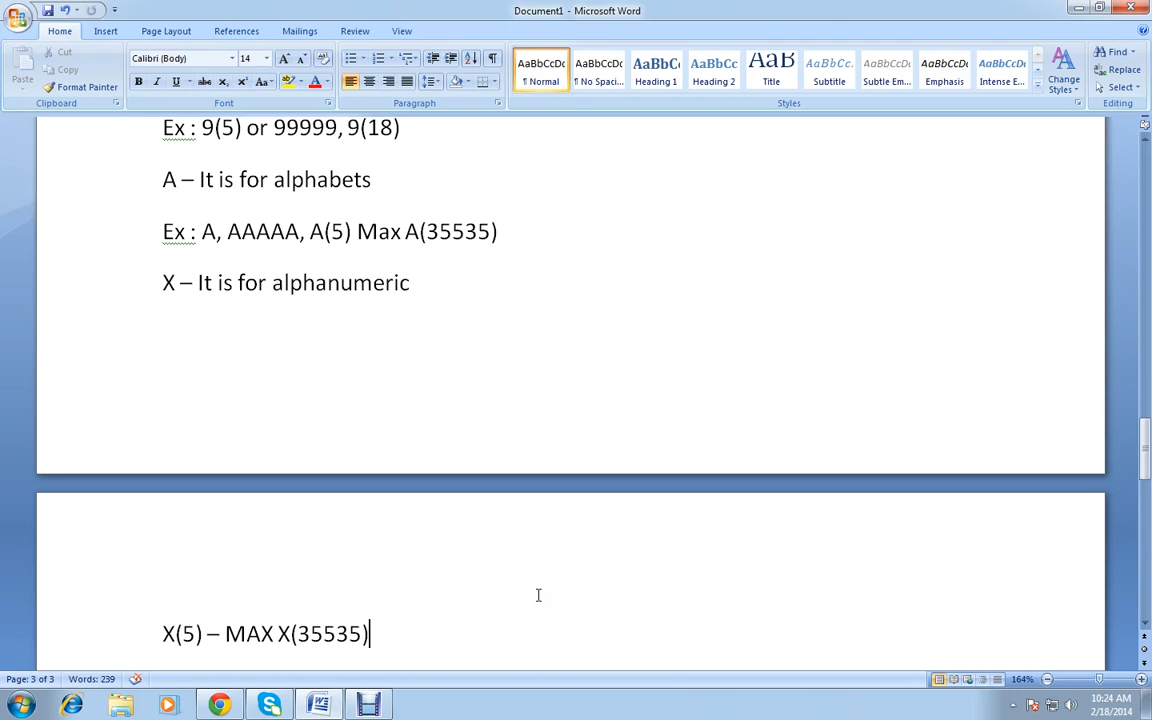 Document1 - Microsoft Word
Home Insert Page Layout References Mailings Review View
Cut
Copy
Format Painter
Paste
Clipboard
Calibri (Body) 14
Font
Paragraph
AaBbCcDc AaBbCcDc AaBbC AaBbCc AaB AaBbCc. AaBbCcDc AaBbCcDc AaBbCcDc
¶ Normal ¶ No Spaci... Heading 1 Heading 2 Title Subtitle Subtle Em... Emphasis Intense E...
Styles
Change Styles
Find
Replace
Select
Editing
Ex : 9(5) or 99999, 9(18)
A – It is for alphabets
Ex : A, AAAAA, A(5) Max A(35535)
X – It is for alphanumeric
X(5) – MAX X(35535)
Page: 3 of 3 Words: 239 164%
10:24 AM
2/18/2014